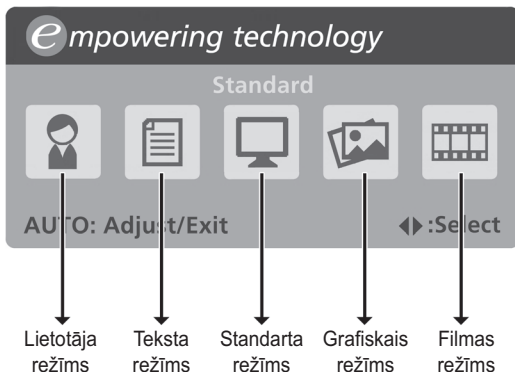 empowering technology
Standard
AUTO: Adjust/Exit :Select
Lietotāja Teksta Standarta Grafiskais Filmas
režīms režīms režīms režīms režīms